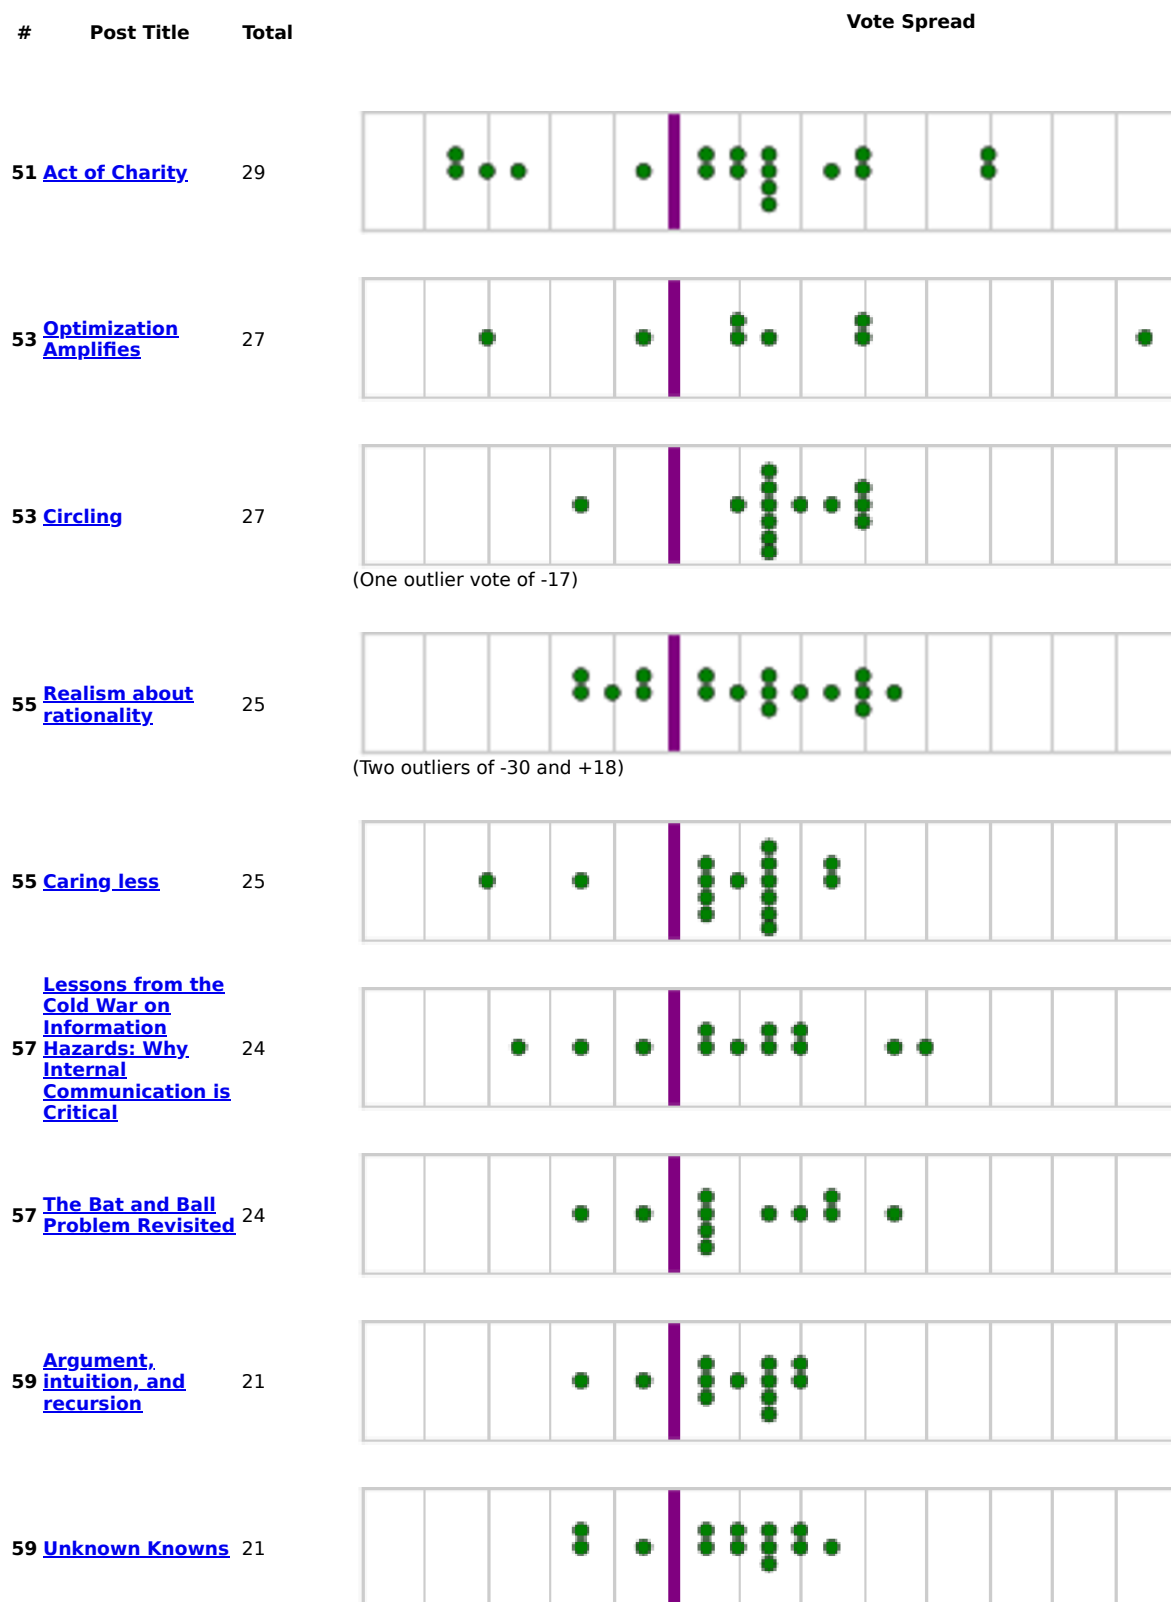 # Post Title Total Vote Spread
51 Act of Charity 29
Optimization
53 Amplifies 27
53 Circling 27
(One outlier vote of -17)
Realism about
55 rationality 25
(Two outliers of -30 and +18)
55 Caring less 25
Lessons from the
Cold War on
Information
57 Hazards: Why 24
Internal
Communication is
Critical
The Bat and Ball
57 Problem Revisited 24
Argument,
59 intuition, and 21
recursion
59 Unknown Knowns 21